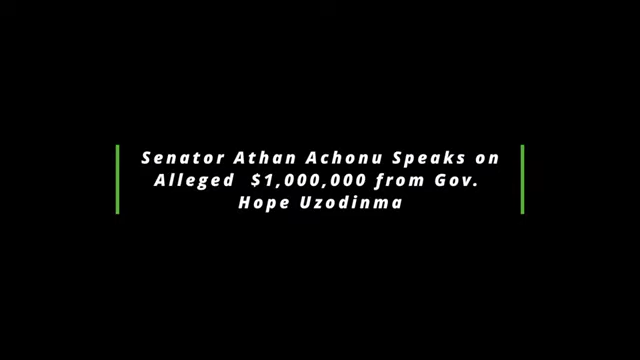 Senator Athan Achonu Speaks on
Alleged $1,000,000 from Gov.
Hope Uzodinma